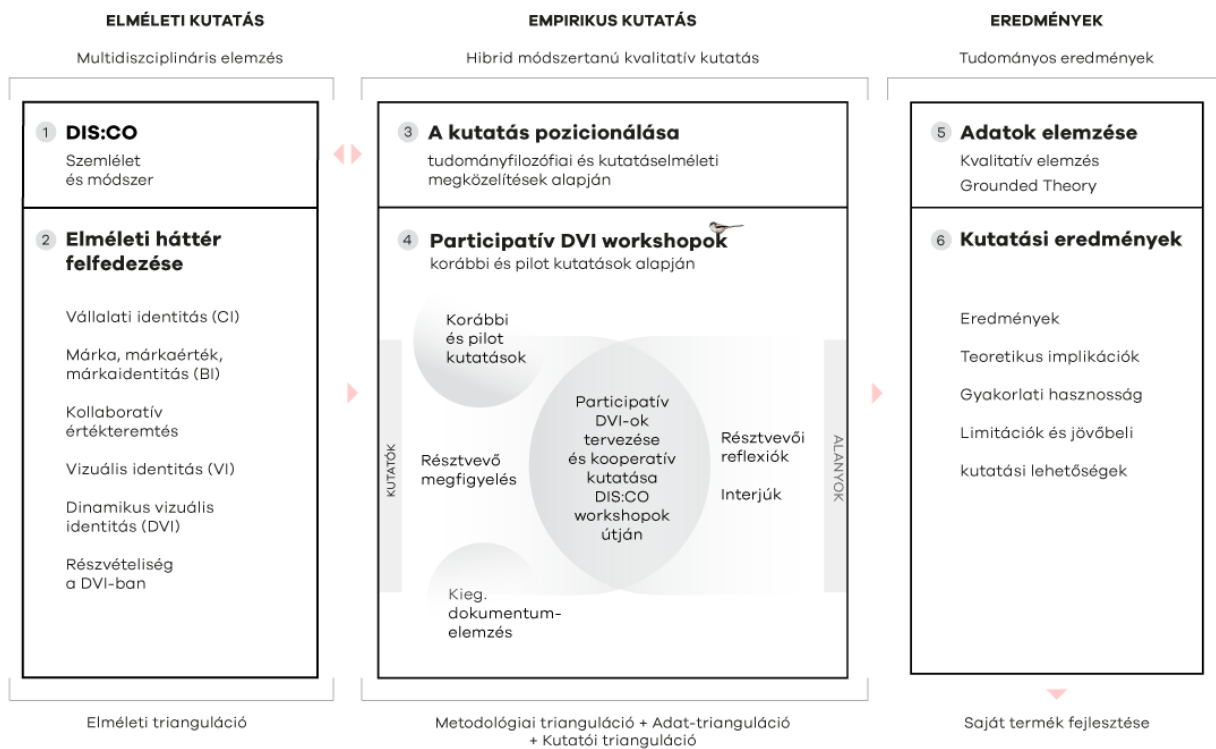 ELMÉLETI KUTATÁS
Multidiszciplináris elemzés
1 DIS:CO
Szemlélet
és módszer
2 Elméleti háttér
felfedezése
Vállalati identitás (CI)
Márka, márkaérték,
márkaidentitás (BI)
Kollaboratív
értékteremtés
Vizuális identitás (VI)
Dinamikus vizuális
identitás (DVI)
Részvételiség
a DVI-ban
Elméleti trianguláció
EMPIRIKUS KUTATÁS
Hibrid módszertanú kvalitatív kutatás
3 A kutatás pozicionálása
tudományfilozófiai és kutatáselméleti
megközelítések alapján
4 Participatív DVI workshopok
korábbi és pilot kutatások alapján
Korábbi
és pilot
kutatások
KUTATÓK
Résztvevő
megfigyelés
Kieg.
dokumentum-
elemzés
Participatív
DVI-ok
tervezése
és kooperatív
kutatása
DIS:CO
workshopok
útján
Résztvevői
reflexiók
Interjúk
ALANYOK
Metodológiai trianguláció + Adat-trianguláció
+ Kutatói trianguláció
EREDMÉNYEK
Tudományos eredmények
5 Adatok elemzése
Kvalitatív elemzés
Grounded Theory
6 Kutatási eredmények
Eredmények
Teoretikus implikációk
Gyakorlati hasznosság
Limitációk és jövőbeli
kutatási lehetőségek
Saját termék fejlesztése